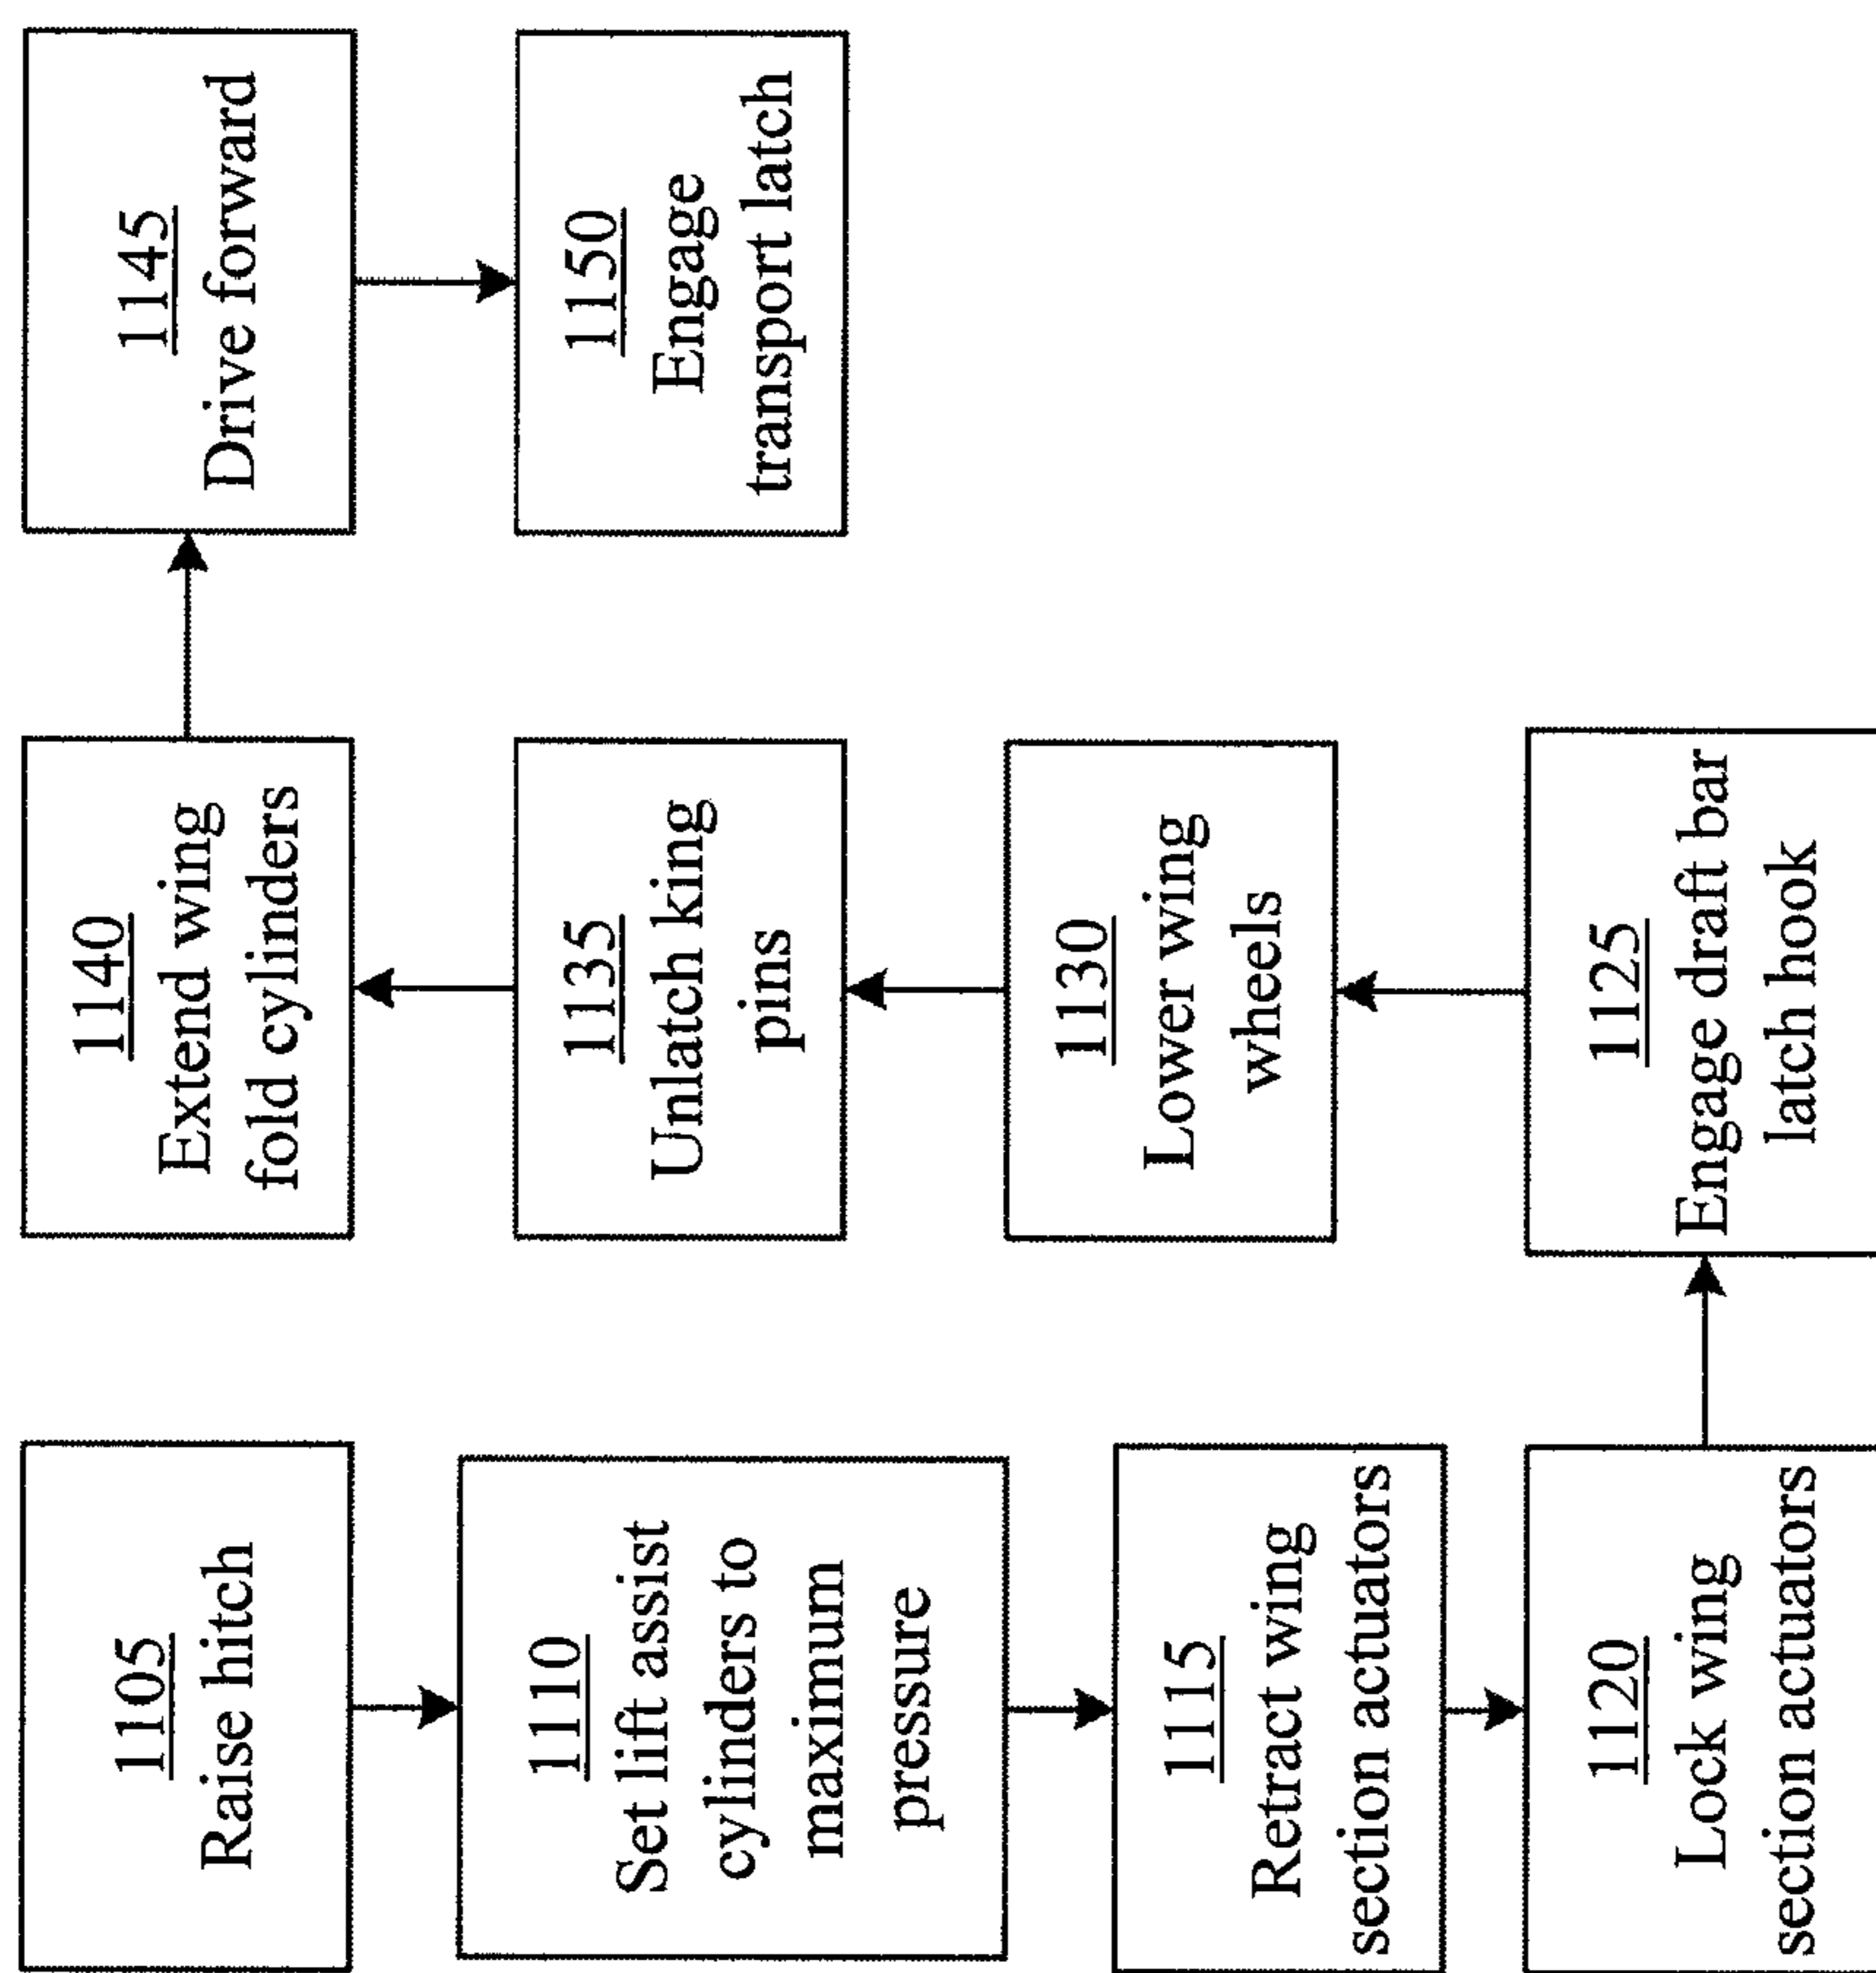 1105
Raise hitch
1110
Set lift assist
cylinders to
maximum
pressure
1115
Retract wing
section actuators
1120
Lock wing
section actuators
1125
Engage draft bar
latch hook
1130
Lower wing
wheels
1135
Unlatch king
pins
1140
Extend wing
fold cylinders
1145
Drive forward
1150
Engage
transport latch